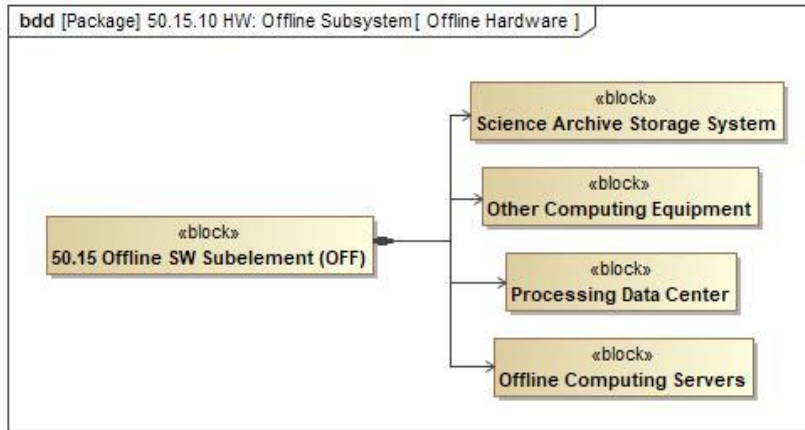 bdd [Package] 50.15.10 HW: Offline Subsystem[ Offline Hardware ]
«block»
Science Archive Storage System
«block»
Other Computing Equipment
«block»
50.15 Offline SW Subelement (OFF)
«block»
Processing Data Center
«block»
Offline Computing Servers